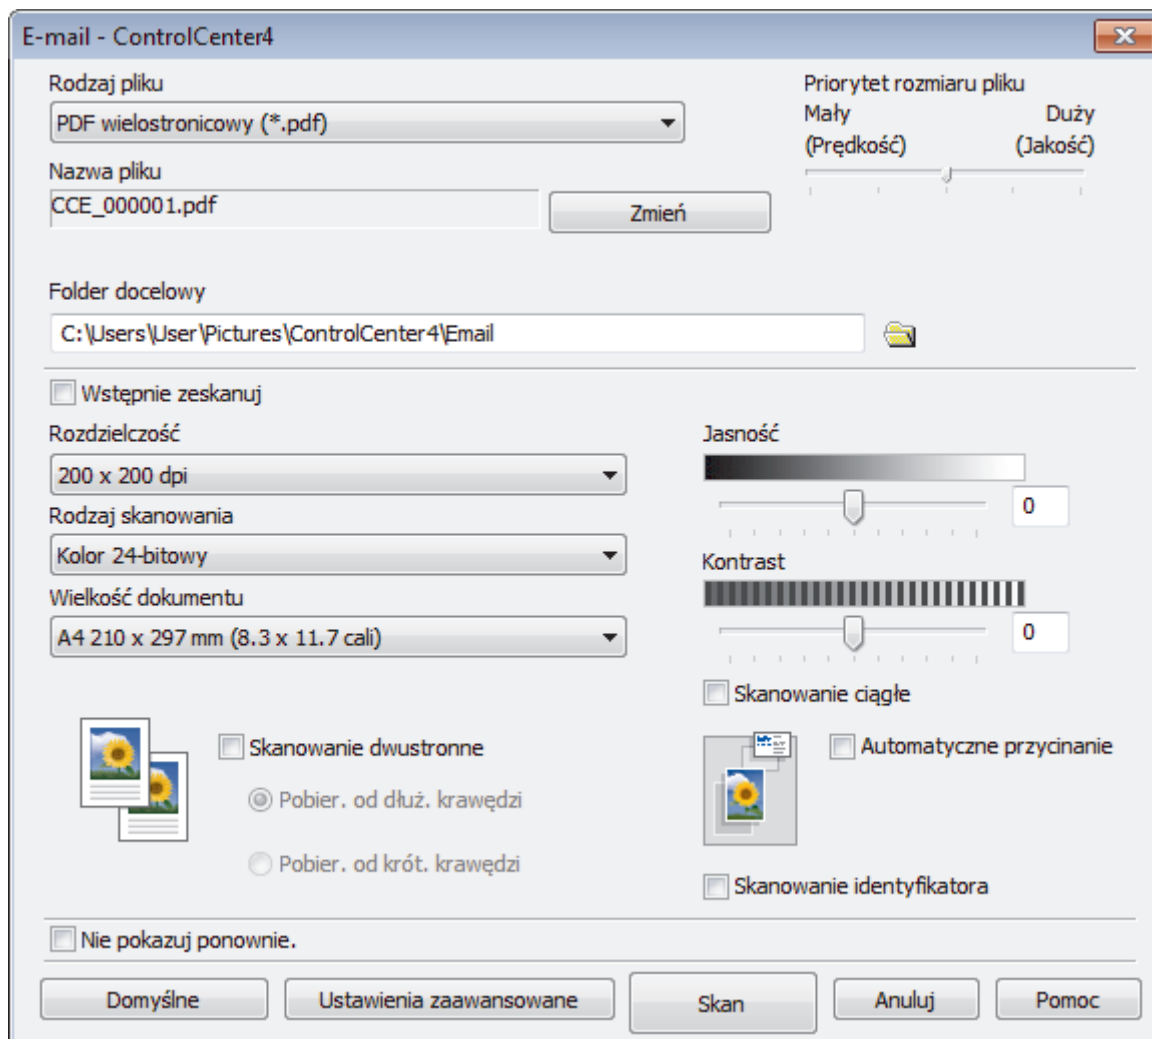 E-mail - ControlCenter4
Rodzaj pliku
PDF wielostronicowy (*.pdf)
Priorytet rozmiaru pliku
Mały Duży
(Prędkość) (Jakość)
Nazwa pliku
CCE_000001.pdf
Zmień
Folder docelowy
C:\Users\User\Pictures\ControlCenter4\Email
Wstępnie zeskanuj
Rozdzielczość
200 x 200 dpi
Rodzaj skanowania
Kolor 24-bitowy
Wielkość dokumentu
A4 210 x 297 mm (8.3 x 11.7 cali)
Jasność
0
Kontrast
0
Skanowanie ciągłe
Skanowanie dwustronne
Pobier. od dłuż. krawędzi
Pobier. od krót. krawędzi
Automatyczne przycinanie
Skanowanie identyfikatora
Nie pokazuj ponownie.
Domyślne
Ustawienia zaawansowane
Skan
Anuluj
Pomoc